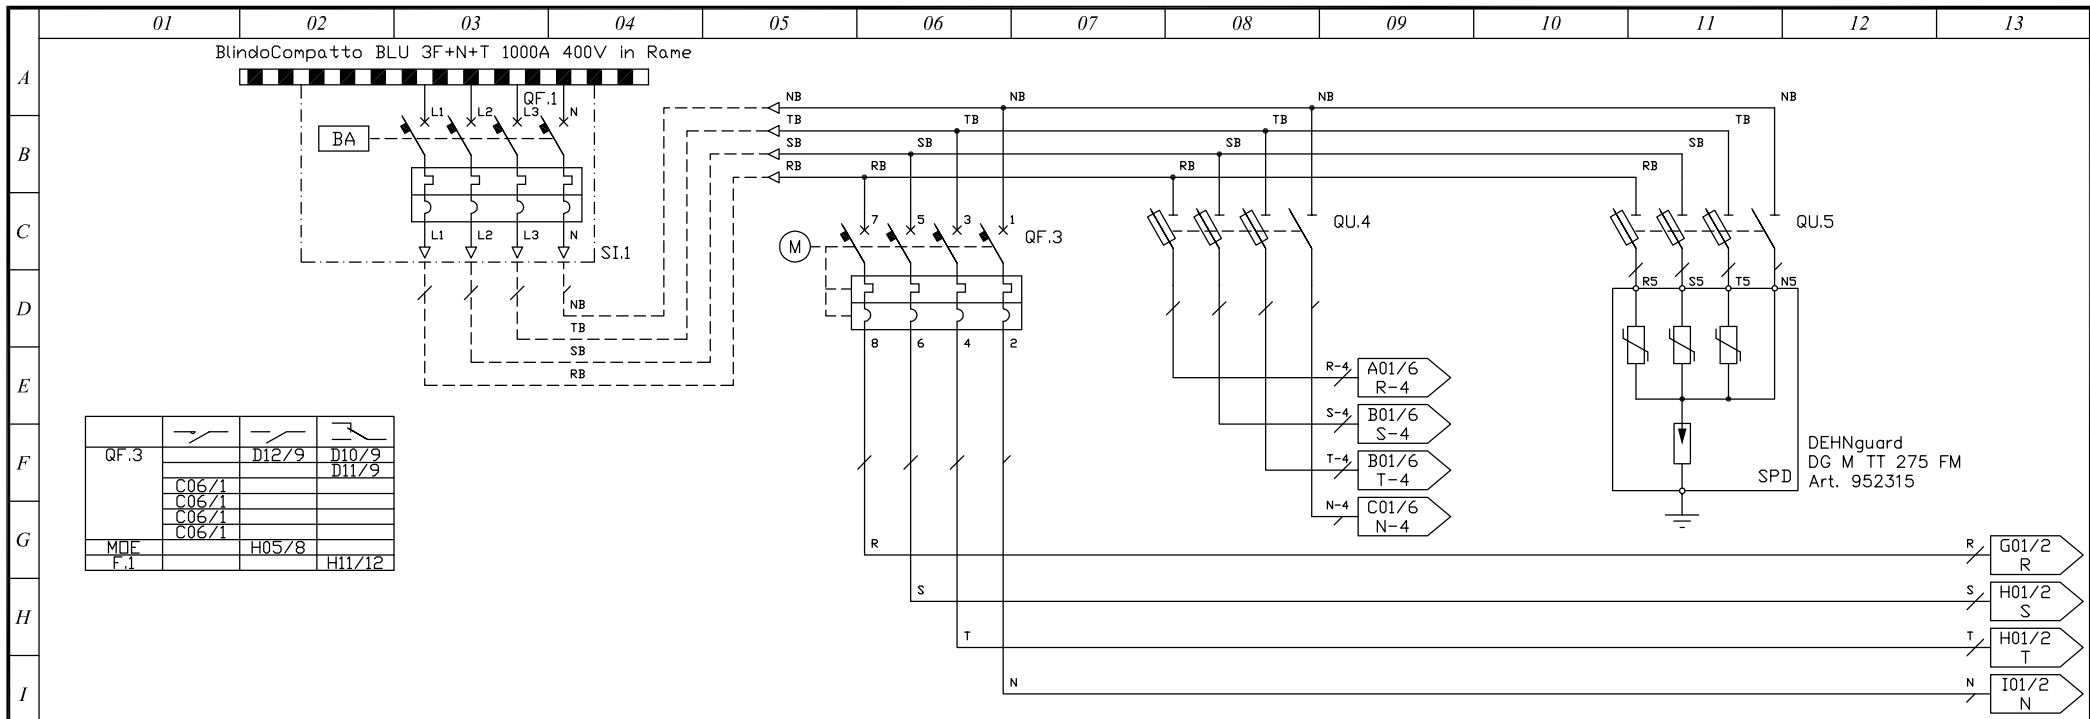 01 02 03 04 05 06 07 08 09 10 11 12 13
BlindoCompatto BLU 3F+N+T 1000A 400V in Rame
A
QF.1
NB NB NB NB
L1 L2 L3 N
TB TB TB TB
BA
B
SB SB SB SB
RB RB RB RB
7 5 3 1
QU.4
QU.5
C
L1 L2 L3 N
M
QF.3
SI.1
R5 S5 T5 N5
NB
D
TB
8 6 4 2
SB
R-4
A01/6
R-4
RB
E
S-4
B01/6
S-4
DEHNguard
QF.3 D12/9 D10/9
F
T-4
B01/6
T-4
DG M TT 275 FM
D11/9
SPD
Art. 952315
C06/1
C06/1
N-4
C01/6
N-4
C06/1
C06/1
G
MOE H05/8
R
R
G01/2
R
F.1 H11/12
S
S
H01/2
S
H
T
T
H01/2
T
N
N
I01/2
N
I